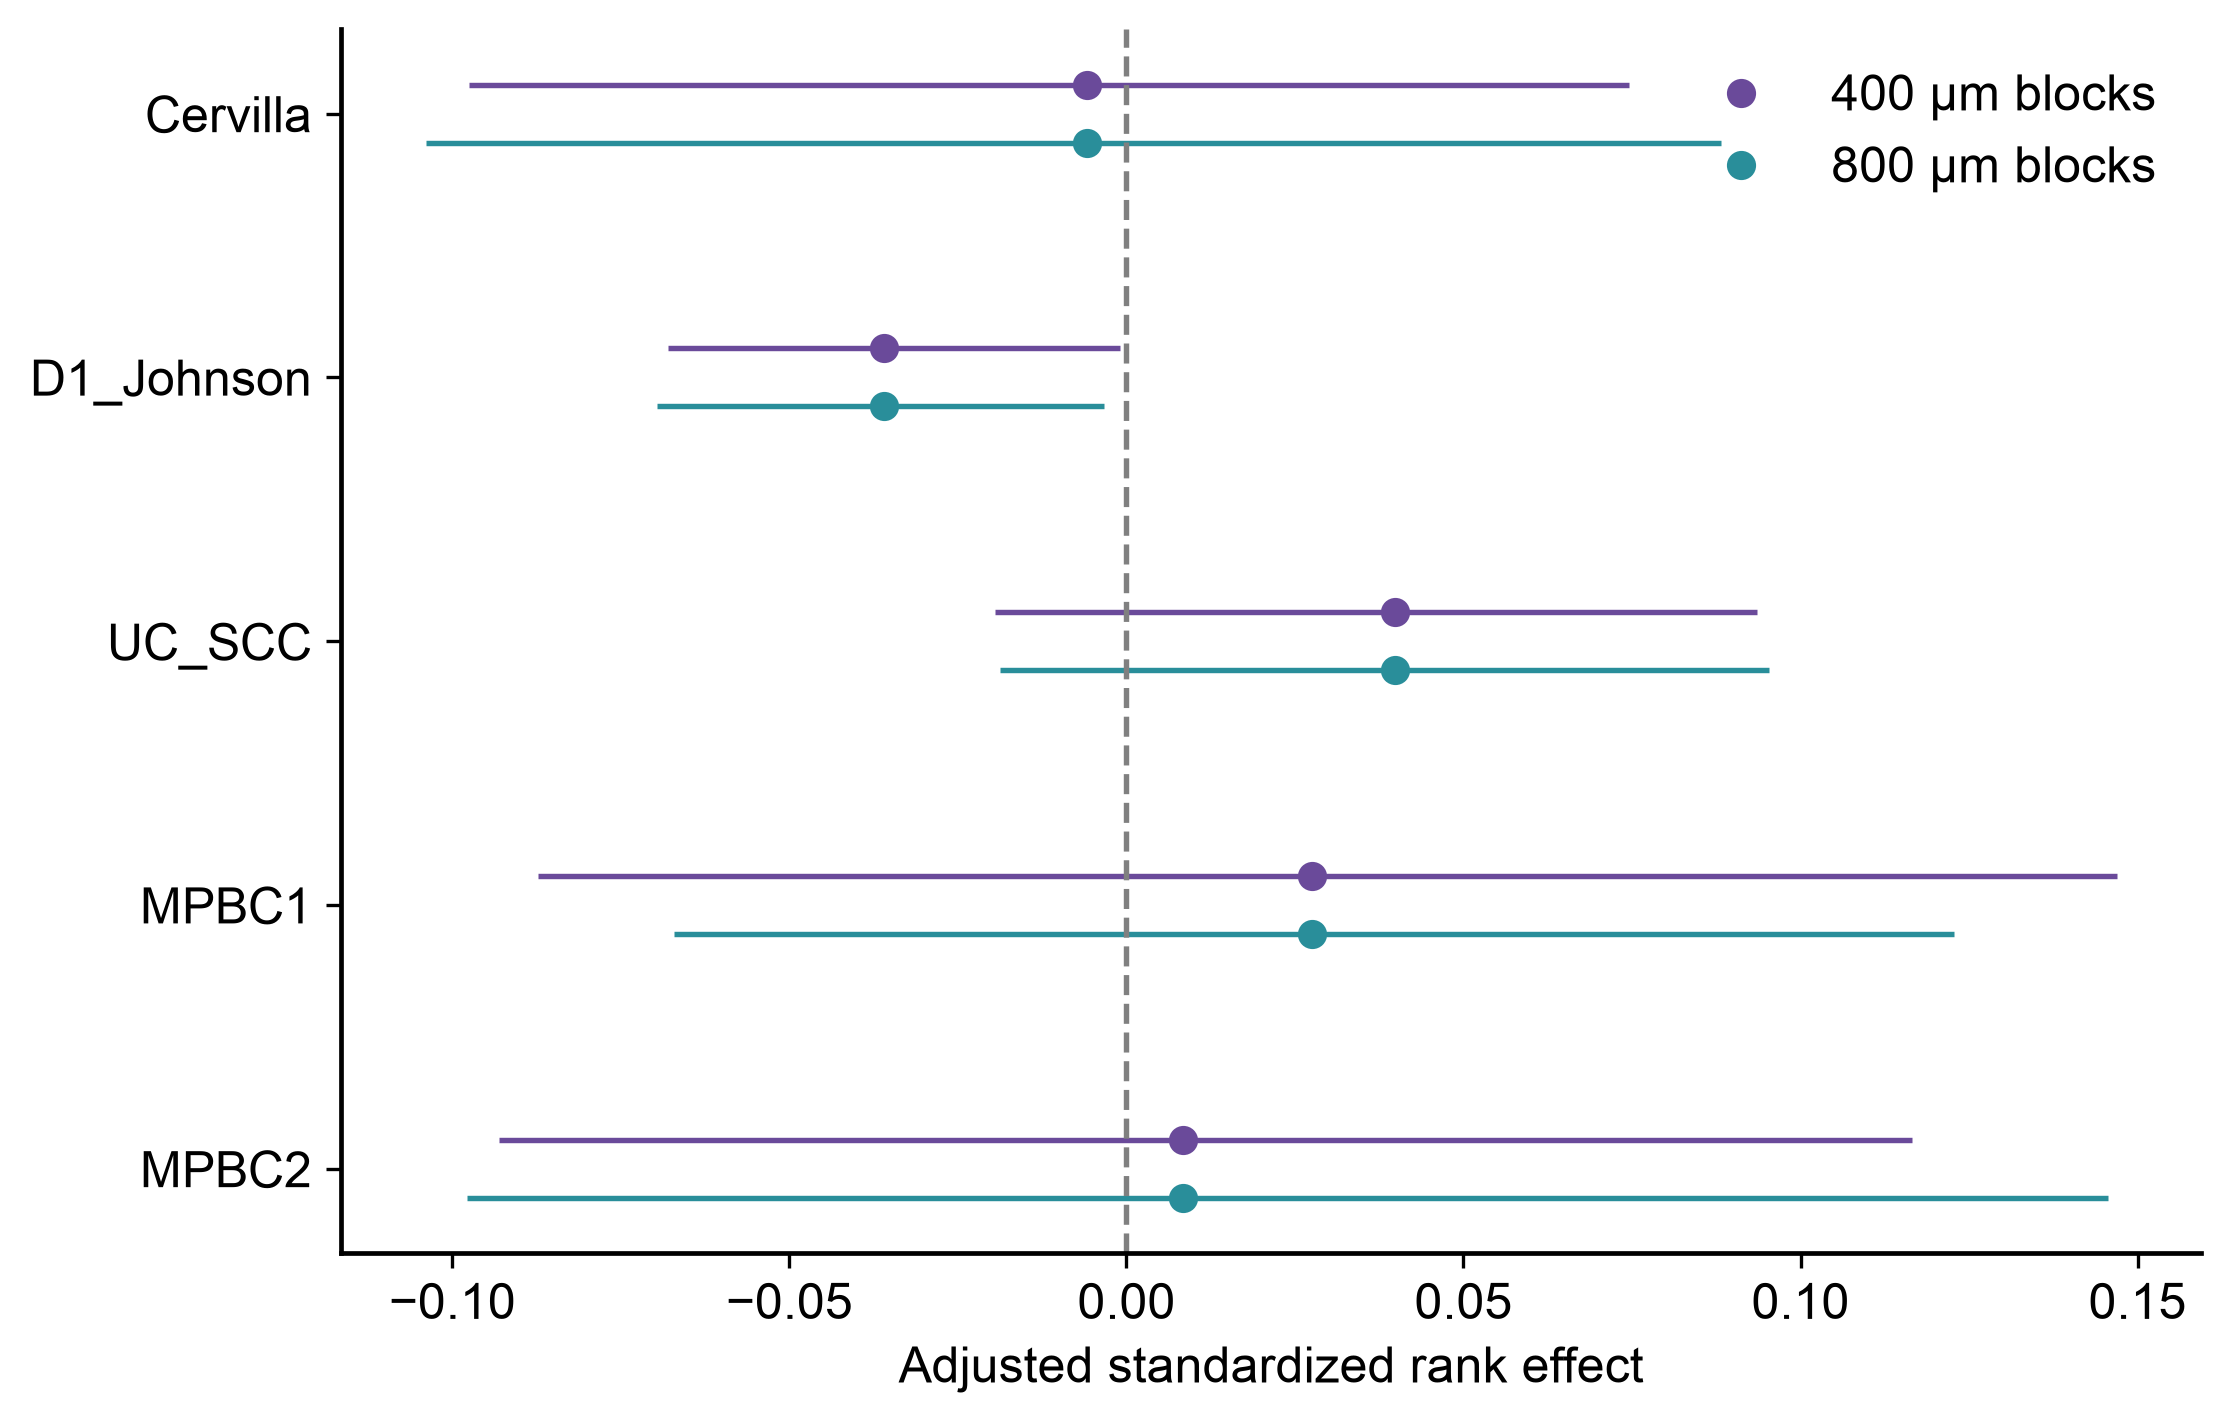 400 µm blocks
800 µm blocks
Cervilla
D1_Johnson
UC_SCC
MPBC1
MPBC2
−0.10 −0.05 0.00 0.05 0.10 0.15
Adjusted standardized rank effect